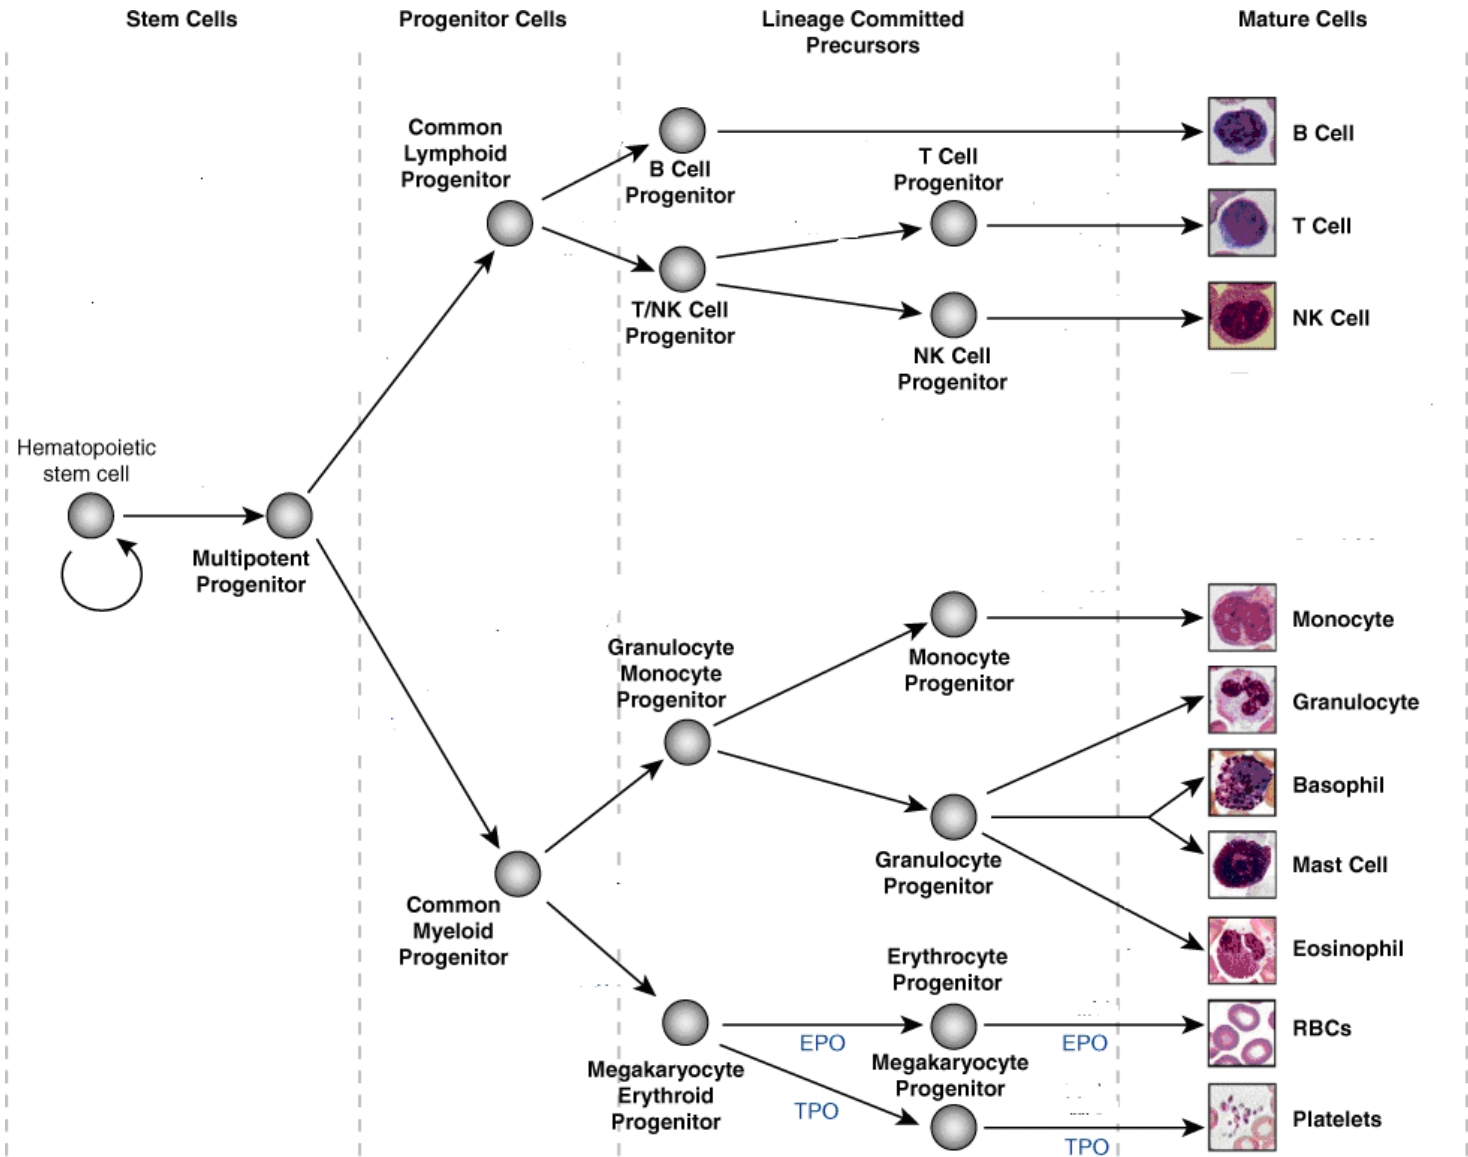 Stem Cells
Progenitor Cells
Lineage Committed
Precursors
Mature Cells
Common
Lymphoid
Progenitor
B Cell
Progenitor
T Cell
Progenitor
B Cell
T Cell
T/NK Cell
Progenitor
NK Cell
Progenitor
NK Cell
Hematopoietic
stem cell
Multipotent
Progenitor
Granulocyte
Monocyte
Progenitor
Monocyte
Progenitor
Monocyte
Granulocyte
Basophil
Granulocyte
Progenitor
Mast Cell
Common
Myeloid
Progenitor
Eosinophil
Erythrocyte
Progenitor
EPO
EPO
RBCs
Megakaryocyte
Erythroid
Progenitor
Megakaryocyte
Progenitor
TPO
TPO
Platelets